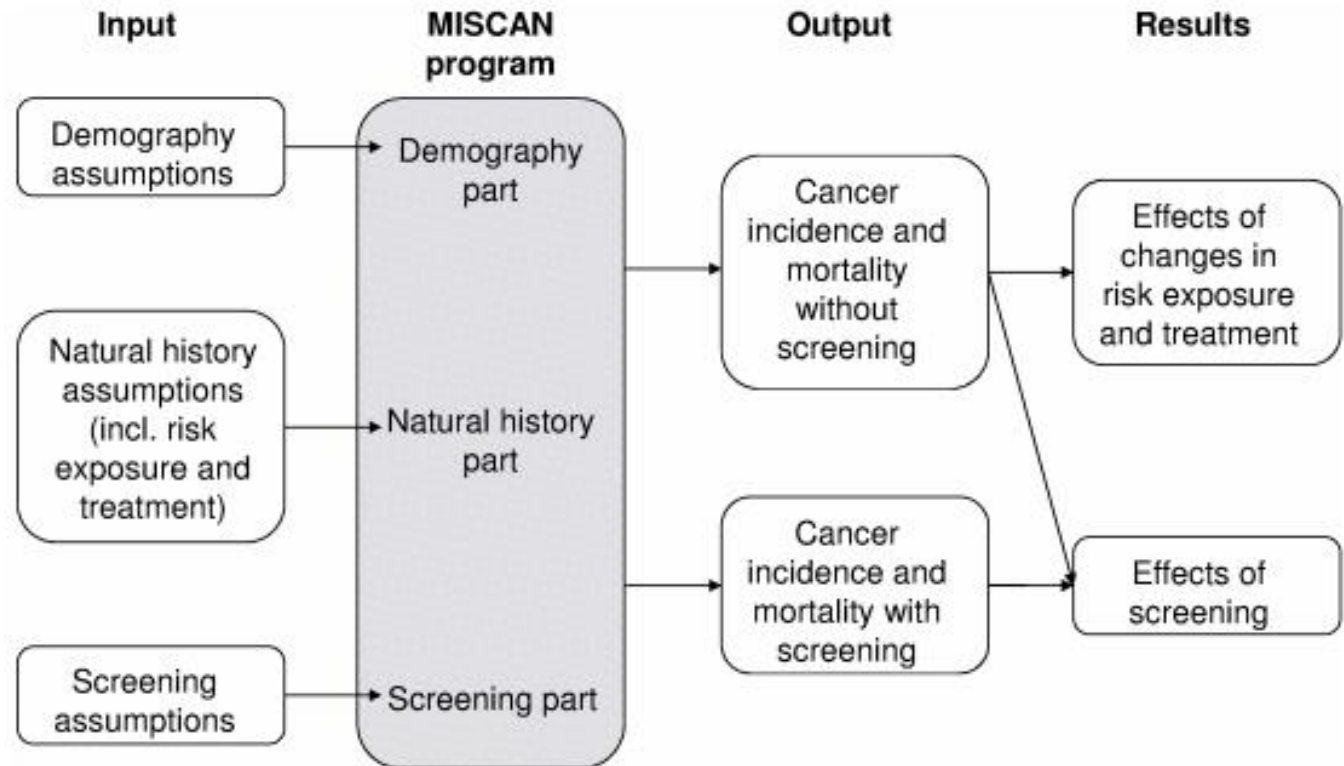 Input
MISCAN
program
Output
Results
Demography
assumptions
Demography
part
Cancer
incidence and
mortality
without
screening
Effects of
changes in
risk exposure
and treatment
Natural history
assumptions
(incl. risk
exposure and
treatment)
Natural history
part
Cancer
incidence and
mortality with
screening
Effects of
screening
Screening
assumptions
Screening part